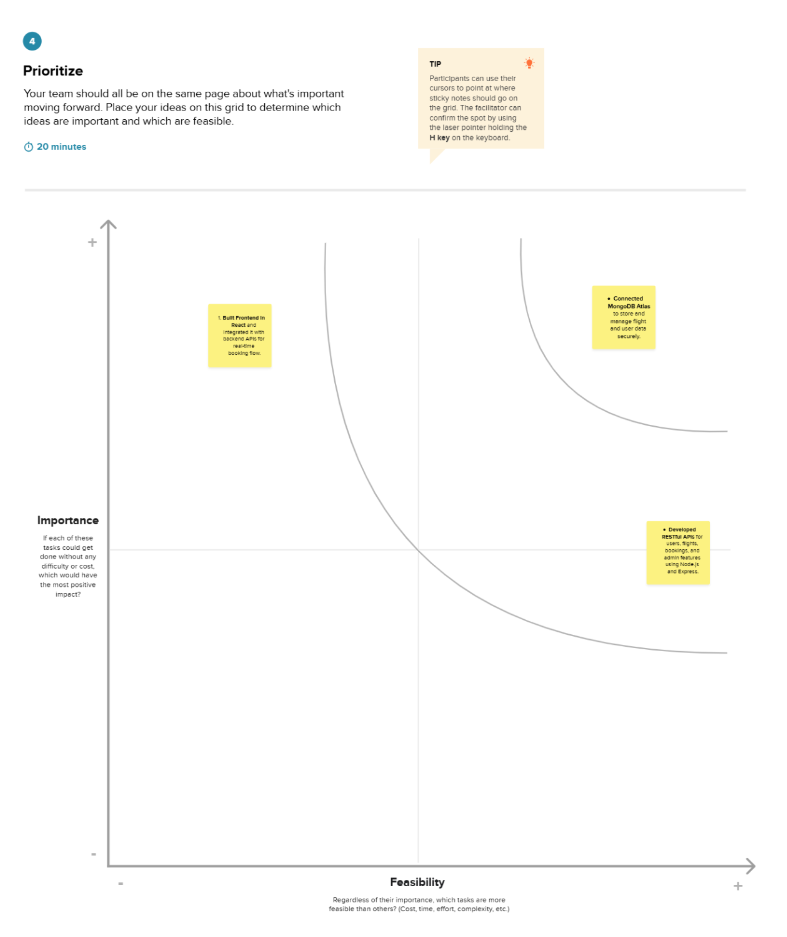 4
Prioritize
Your team should all be on the same page about what's important
moving forward. Place your ideas on this grid to determine which
ideas are important and which are feasible.
20 minutes
TIP
Participants can use their
cursors to point at where
sticky notes should go on
the grid. The facilitator can
confirm the spot by using
the laser pointer holding the
H key on the keyboard.
+
1. Built Frontend in
React and
integrated it with
backend APIs for
real-time
booking flow.
• Connected
MongoDB Atlas
to store and
manage flight
and user data
securely.
Importance
If each of these
tasks could get
done without any
difficulty or cost,
which would have
the most positive
impact?
• Developed
RESTful APIs for
users, flights,
bookings, and
admin features
using Node.js
and Express.
-
-
Feasibility
+
Regardless of their importance, which tasks are more
feasible than others? (Cost, time, effort, complexity, etc.)